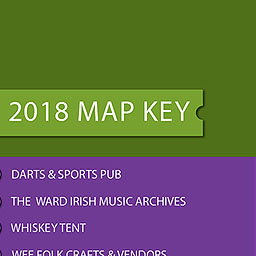 2018 MAP KEY
DARTS & SPORTS PUB
THE WARD IRISH MUSIC ARCHIVES
WHISKEY TENT
WEE FOLK CRAFTS & VENDORS